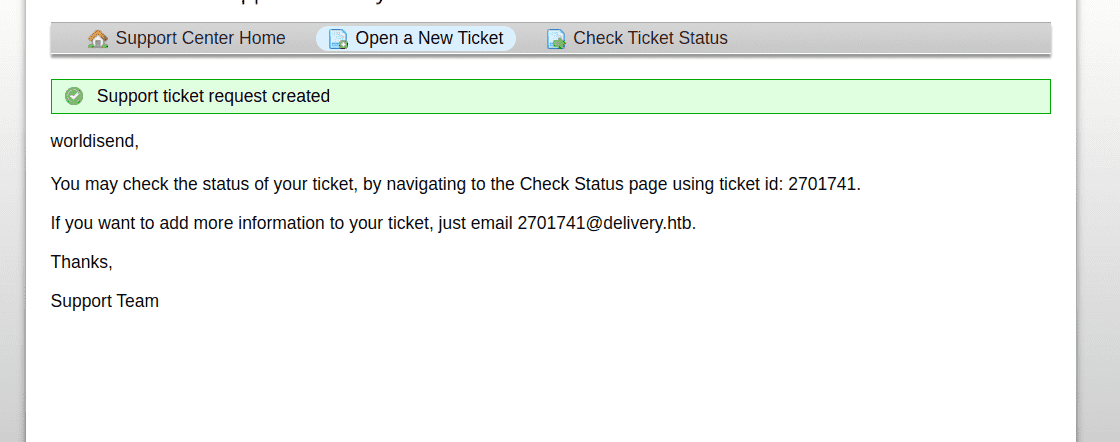 Support Center Home Open a New Ticket Check Ticket Status
Support ticket request created
worldisend,
You may check the status of your ticket, by navigating to the Check Status page using ticket id: 2701741.
If you want to add more information to your ticket, just email 2701741@delivery.htb.
Thanks,
Support Team